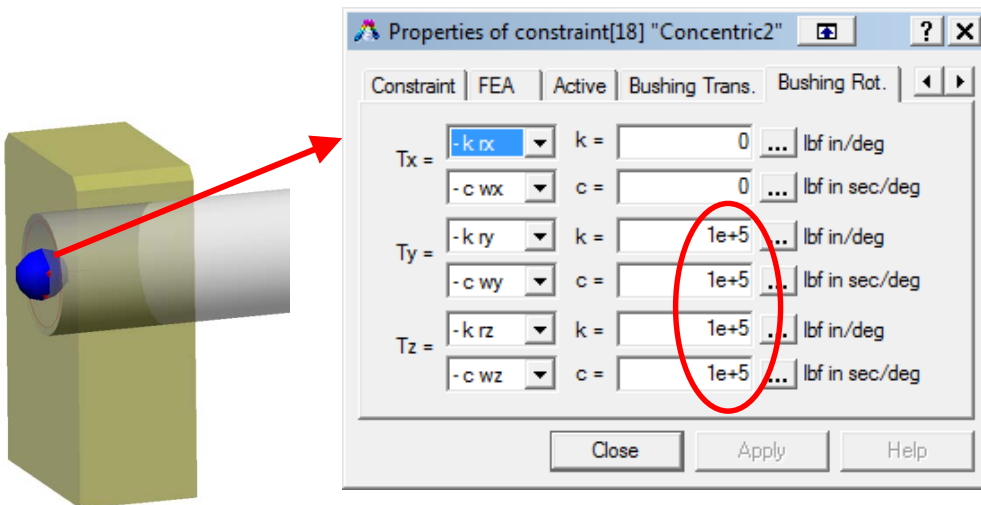 Properties of constraint[18] "Concentric2" ? X
Constraint FEA Active Bushing Trans. Bushing Rot.
Tx = - k rx k = 0 ... lbf in/deg
- c wx c = 0 ... lbf in sec/deg
Ty = - k ry k = 1e+5 ... lbf in/deg
- c wy c = 1e+5 ... lbf in sec/deg
Tz = - k rz k = 1e+5 ... lbf in/deg
- c wz c = 1e+5 ... lbf in sec/deg
Close Apply Help